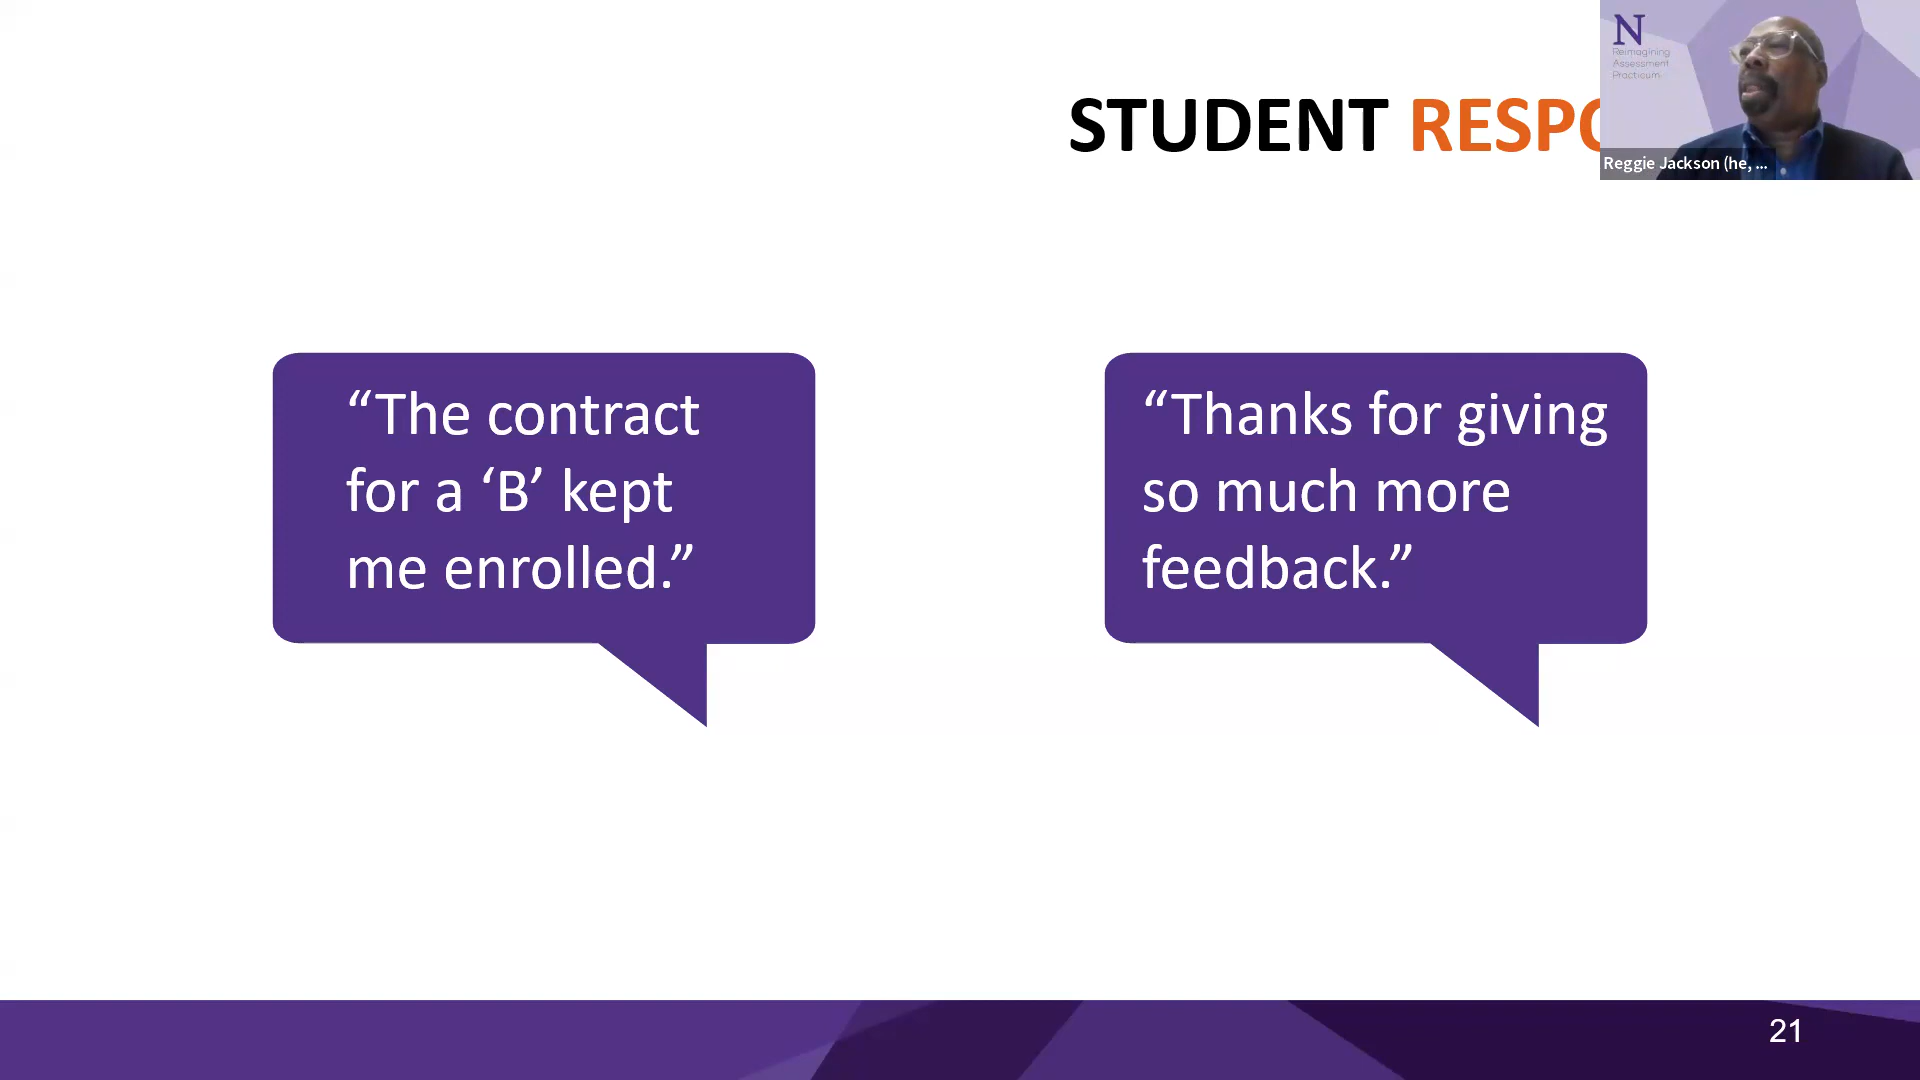 STUDENT RESPO
N
Reimagining
Assessment
Practicum
Reggie Jackson (he, ...
“The contract
for a ‘B’ kept
me enrolled.”
“Thanks for giving
so much more
feedback.”
21